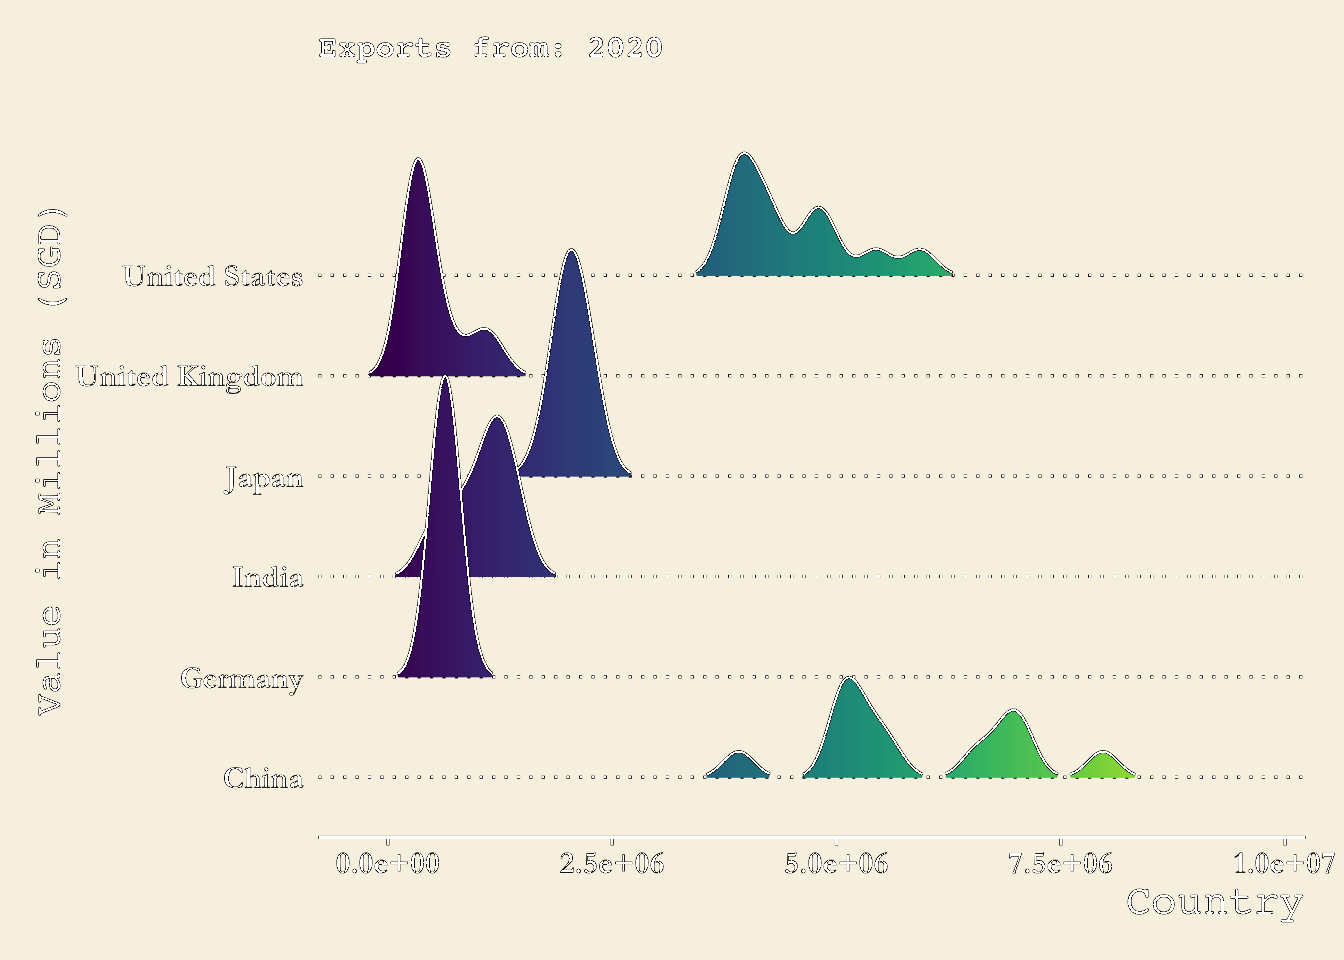 Exports from: 2020
Value in Millions (SGD)
United States
United Kingdom
Japan
India
Germany
China
0.0e+00 2.5e+06 5.0e+06 7.5e+06 1.0e+07
Country